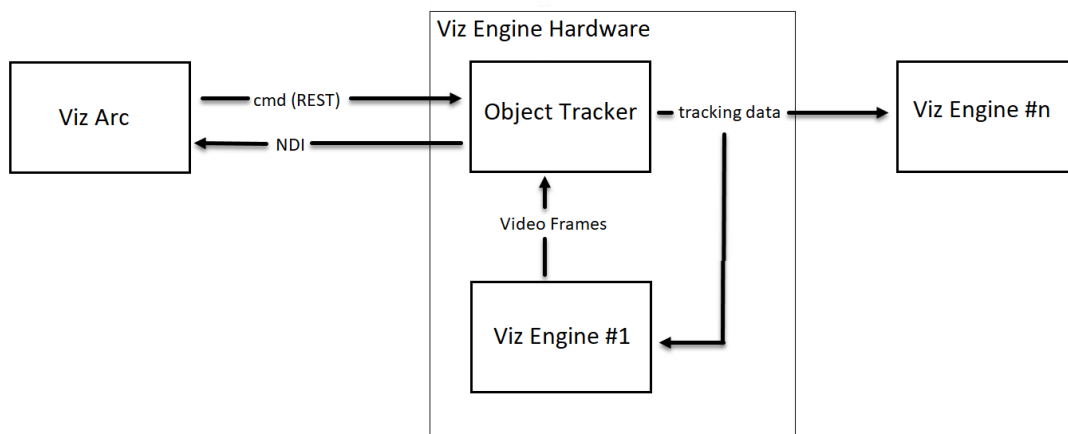 Viz Engine Hardware
Viz Arc
cmd (REST)
Object Tracker
tracking data
Viz Engine #n
NDI
Video Frames
Viz Engine #1